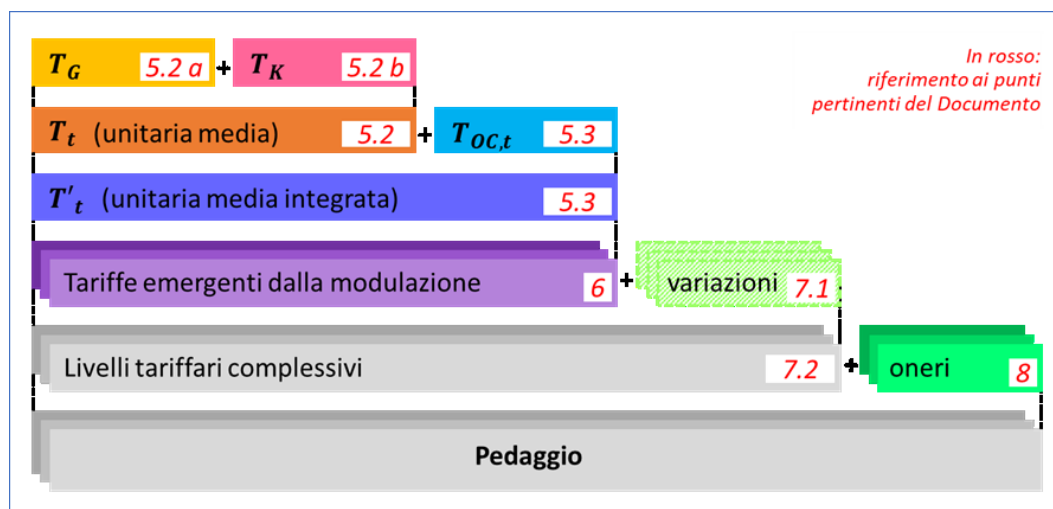 T_G 5.2 a + T_K 5.2 b
In rosso:
riferimento ai punti
pertinenti del Documento
T_t (unitaria media) 5.2 + T_OC,t 5.3
T'_t (unitaria media integrata) 5.3
Tariffe emergenti dalla modulazione 6 + variazioni 7.1
Livelli tariffari complessivi 7.2 + oneri 8
Pedaggio